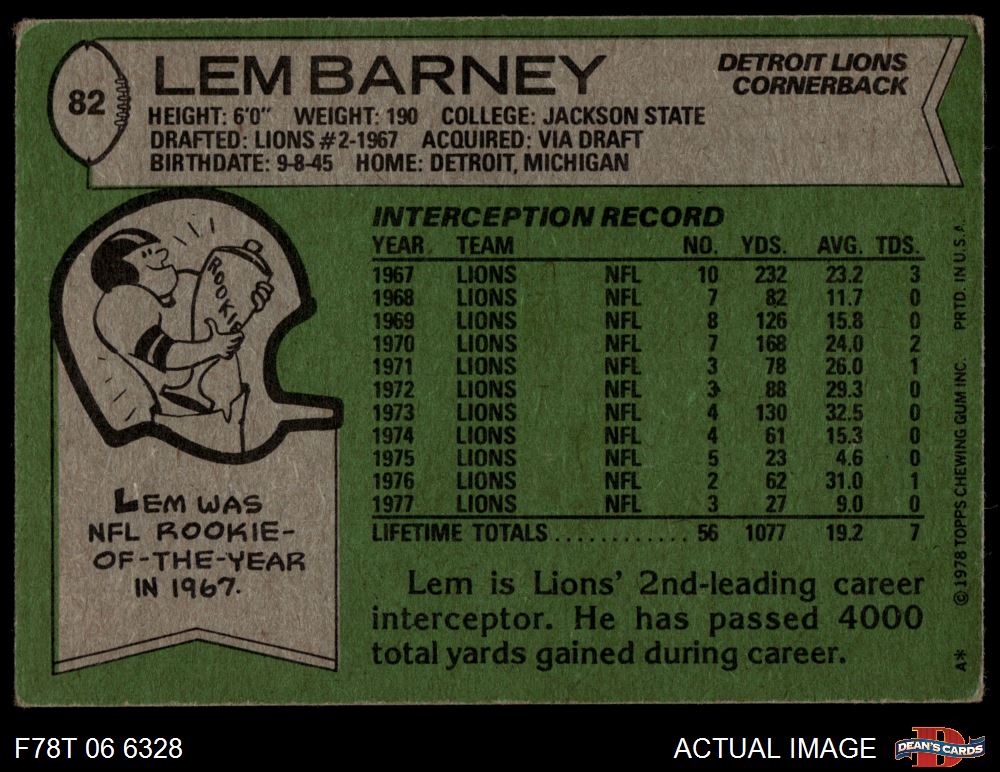 82
LEM BARNEY
DETROIT LIONS
CORNERBACK
HEIGHT: 6'0" WEIGHT: 190 COLLEGE: JACKSON STATE
DRAFTED: LIONS #2-1967 ACQUIRED: VIA DRAFT
BIRTHDATE: 9-8-45 HOME: DETROIT, MICHIGAN
ROOKIE
LEM WAS
NFL ROOKIE-
OF-THE-YEAR
IN 1967.
INTERCEPTION RECORD
YEAR TEAM NO. YDS. AVG. TDS.
1967 LIONS NFL 10 232 23.2 3
1968 LIONS NFL 7 82 11.7 0
1969 LIONS NFL 8 126 15.8 0
1970 LIONS NFL 7 168 24.0 2
1971 LIONS NFL 3 78 26.0 1
1972 LIONS NFL 3 88 29.3 0
1973 LIONS NFL 4 130 32.5 0
1974 LIONS NFL 4 61 15.3 0
1975 LIONS NFL 5 23 4.6 0
1976 LIONS NFL 2 62 31.0 1
1977 LIONS NFL 3 27 9.0 0
LIFETIME TOTALS............ 56 1077 19.2 7
Lem is Lions' 2nd-leading career
interceptor. He has passed 4000
total yards gained during career.
A* © 1978 TOPPS CHEWING GUM INC. PRTD. IN U.S.A.
F78T 06 6328
ACTUAL IMAGE
D
DEAN'S CARDS